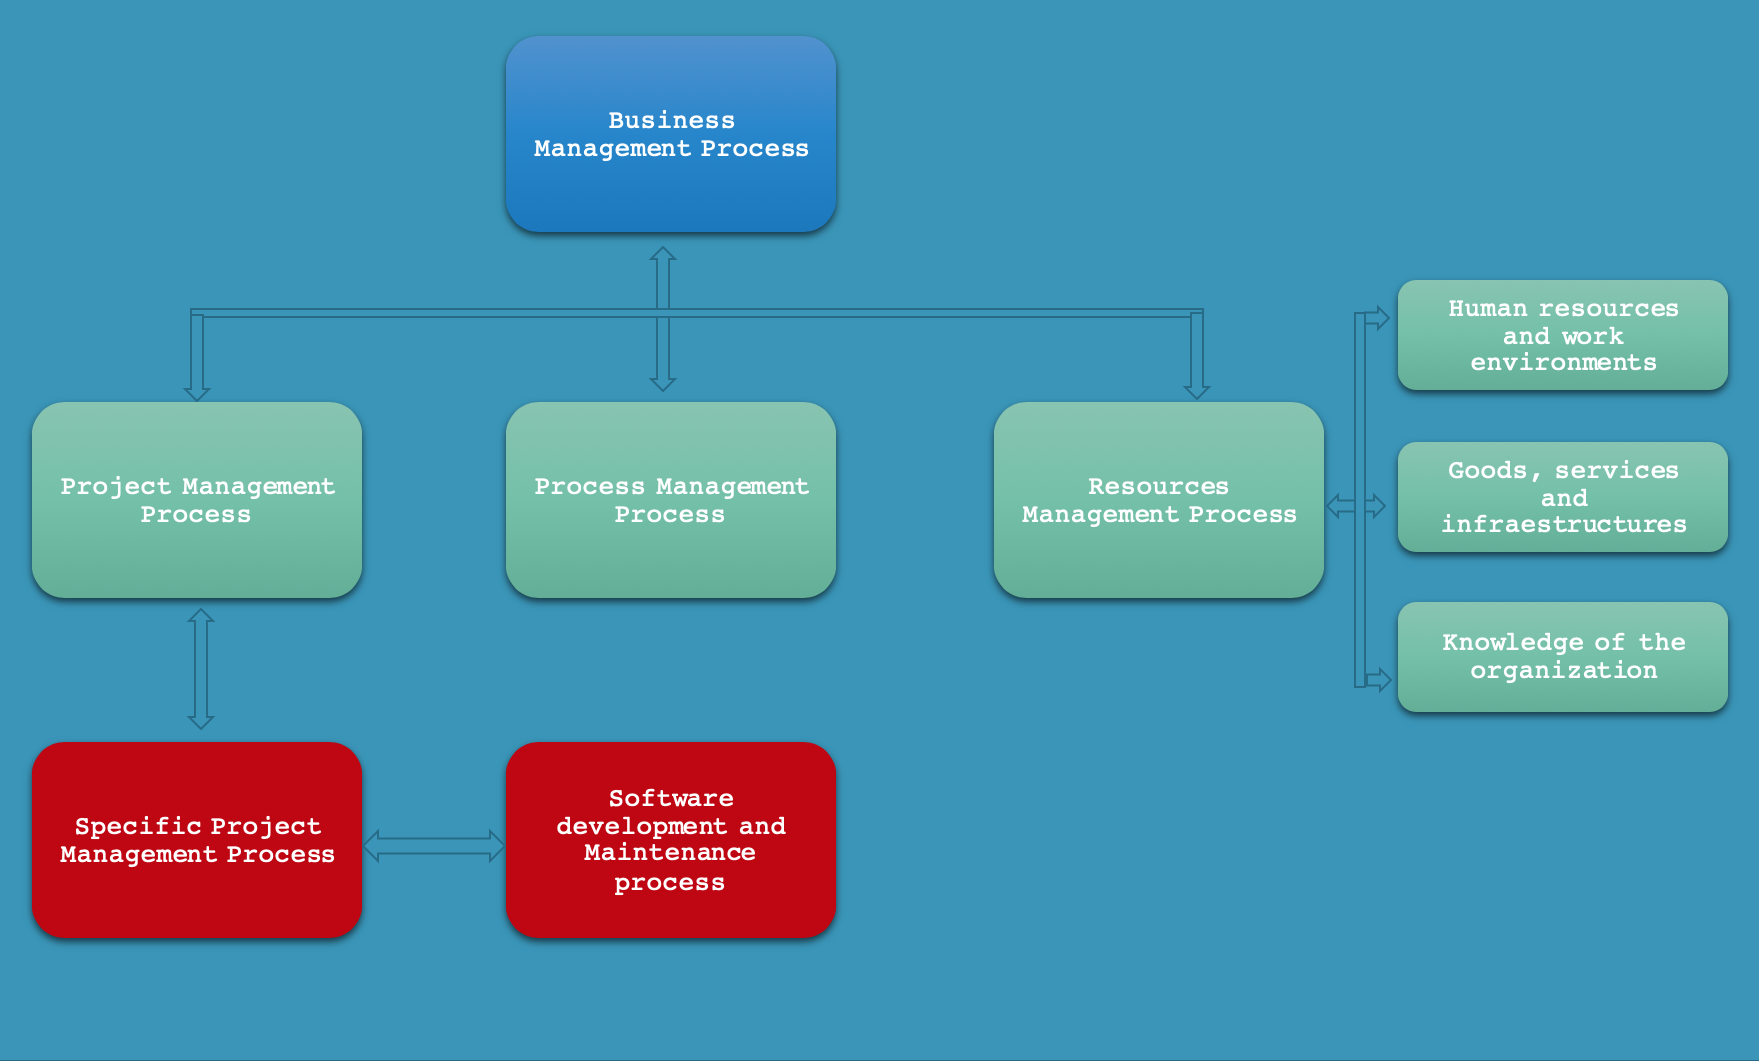 Business
Management Process
Project Management
Process
Process Management
Process
Resources
Management Process
Human resources
and work
environments
Goods, services
and
infraestructures
Knowledge of the
organization
Specific Project
Management Process
Software
development and
Maintenance
process